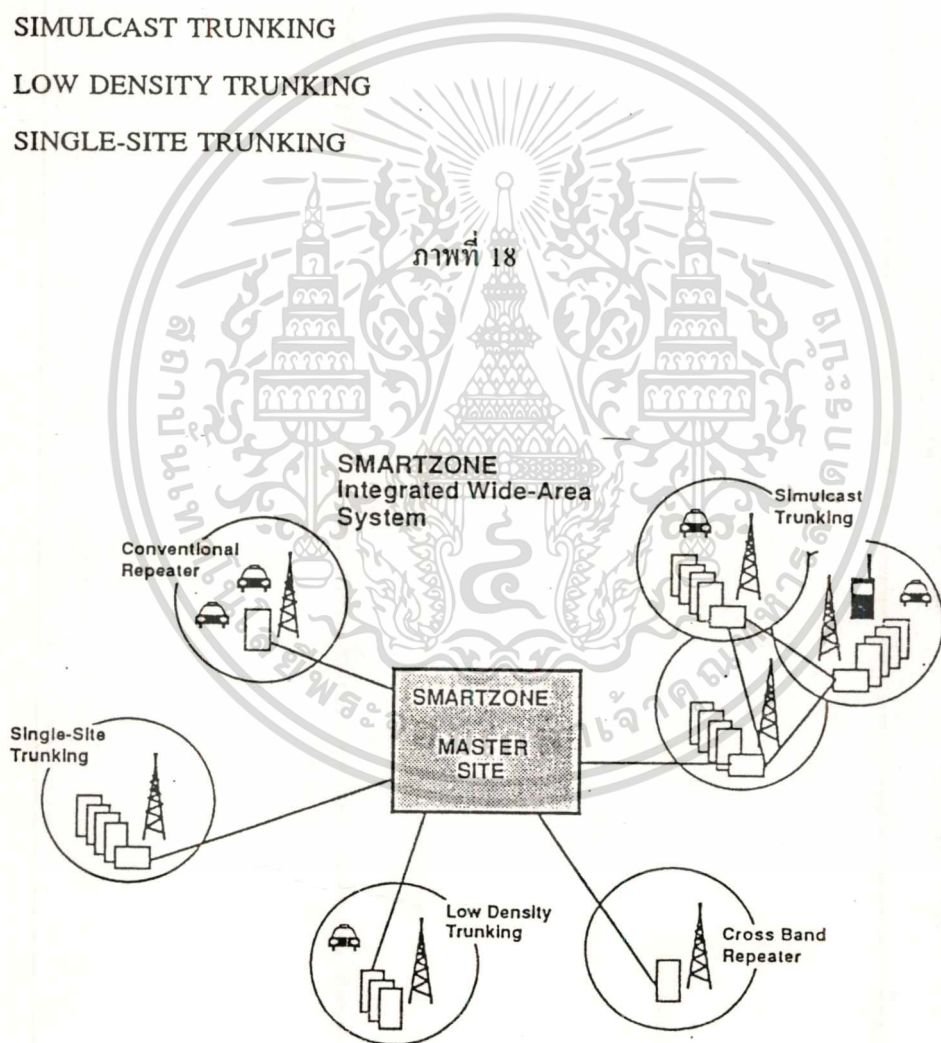 SIMULCAST TRUNKING
LOW DENSITY TRUNKING
SINGLE-SITE TRUNKING
ภาพที่ 18
SMARTZONE
Integrated Wide-Area
System
Simulcast
Trunking
Conventional
Repeater
SMARTZONE
MASTER
SITE
Single-Site
Trunking
Low Density
Trunking
Cross Band
Repeater